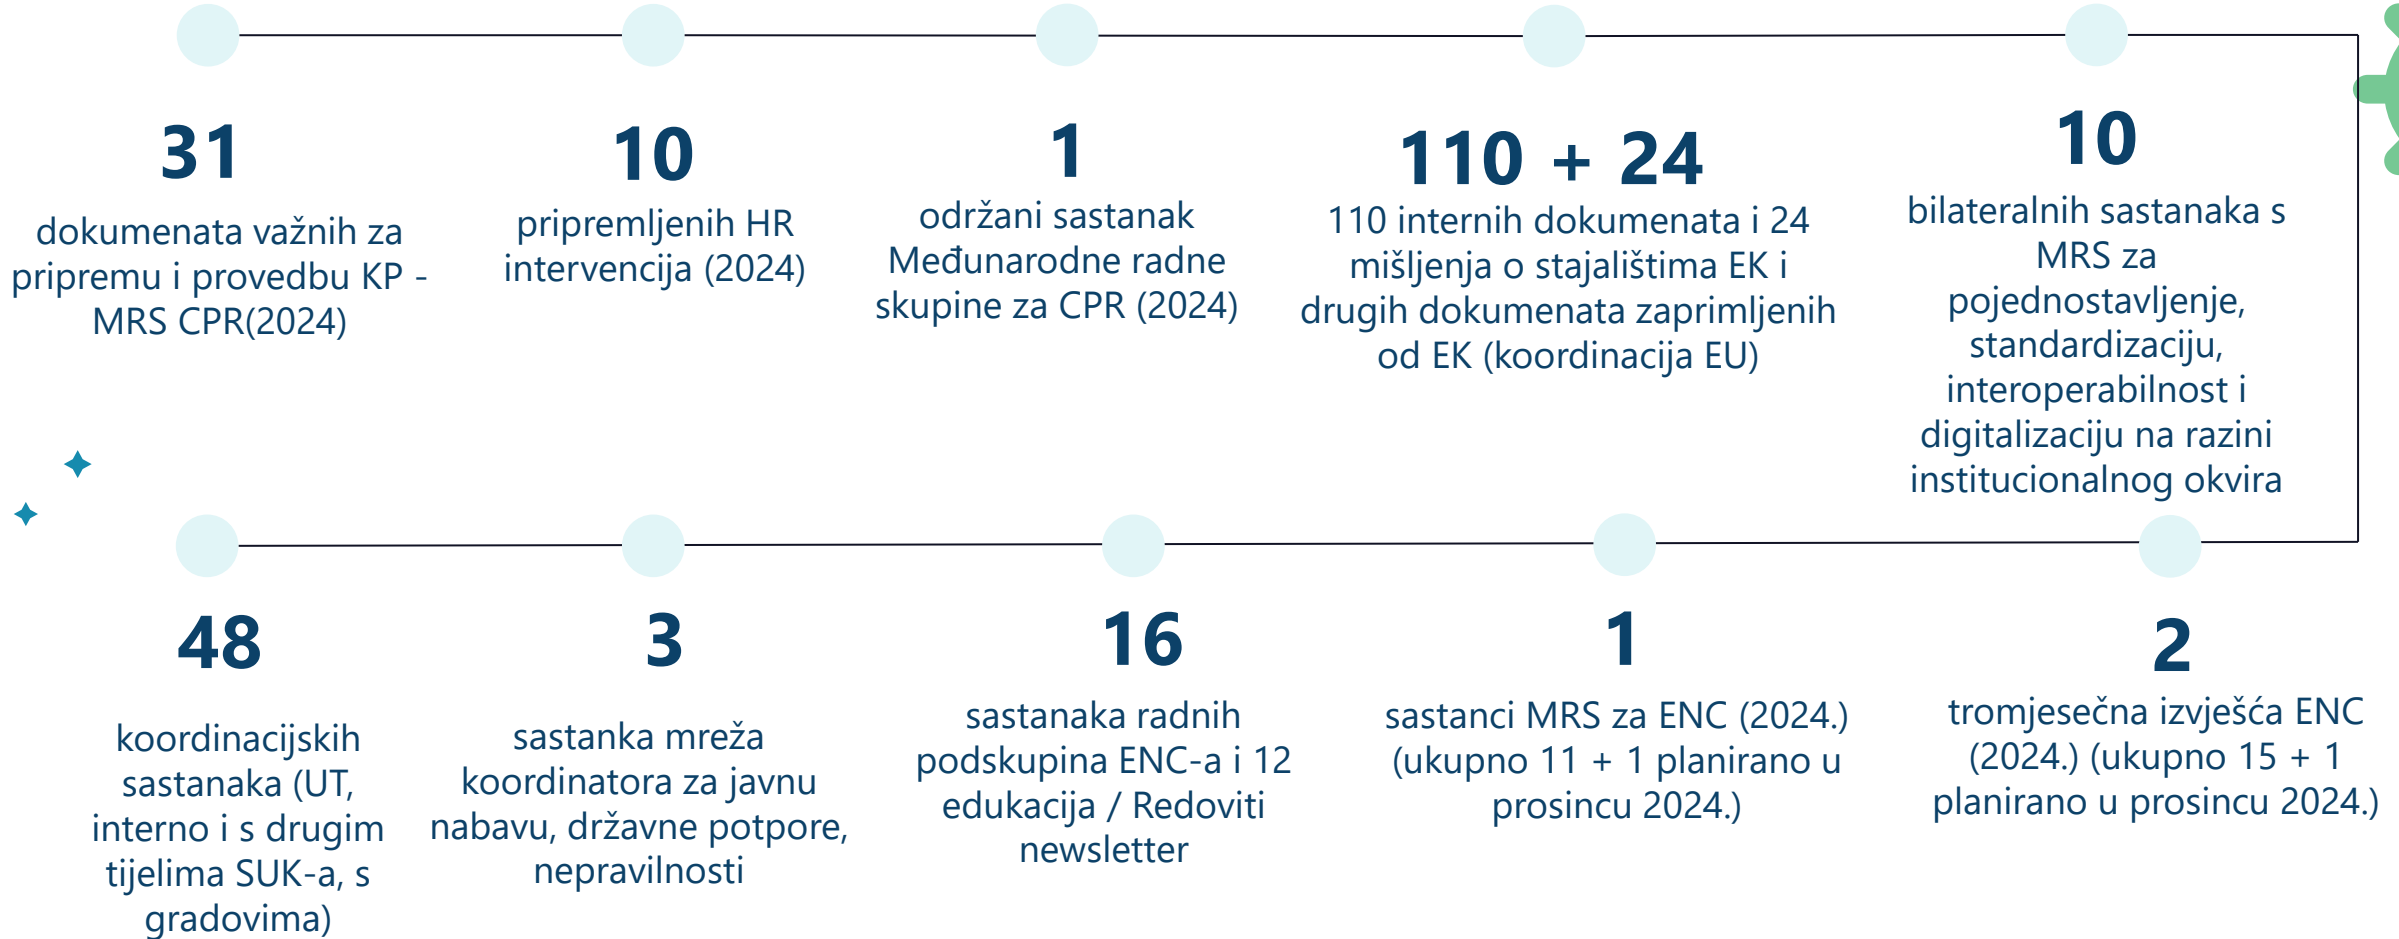 31
dokumenata važnih za
pripremu i provedbu KP -
MRS CPR(2024)
10
pripremljenih HR
intervencija (2024)
1
održani sastanak
Međunarodne radne
skupine za CPR (2024)
110 + 24
110 internih dokumenata i 24
mišljenja o stajalištima EK i
drugih dokumenata zaprimljenih
od EK (koordinacija EU)
10
bilateralnih sastanaka s
MRS za
pojednostavljenje,
standardizaciju,
interoperabilnost i
digitalizaciju na razini
institucionalnog okvira
48
koordinacijskih
sastanaka (UT,
interno i s drugim
tijelima SUK-a, s
gradovima)
3
sastanka mreža
koordinatora za javnu
nabavu, državne potpore,
nepravilnosti
16
sastanaka radnih
podskupina ENC-a i 12
edukacija / Redoviti
newsletter
1
sastanci MRS za ENC (2024.)
(ukupno 11 + 1 planirano u
prosincu 2024.)
2
tromjesečna izvješća ENC
(2024.) (ukupno 15 + 1
planirano u prosincu 2024.)